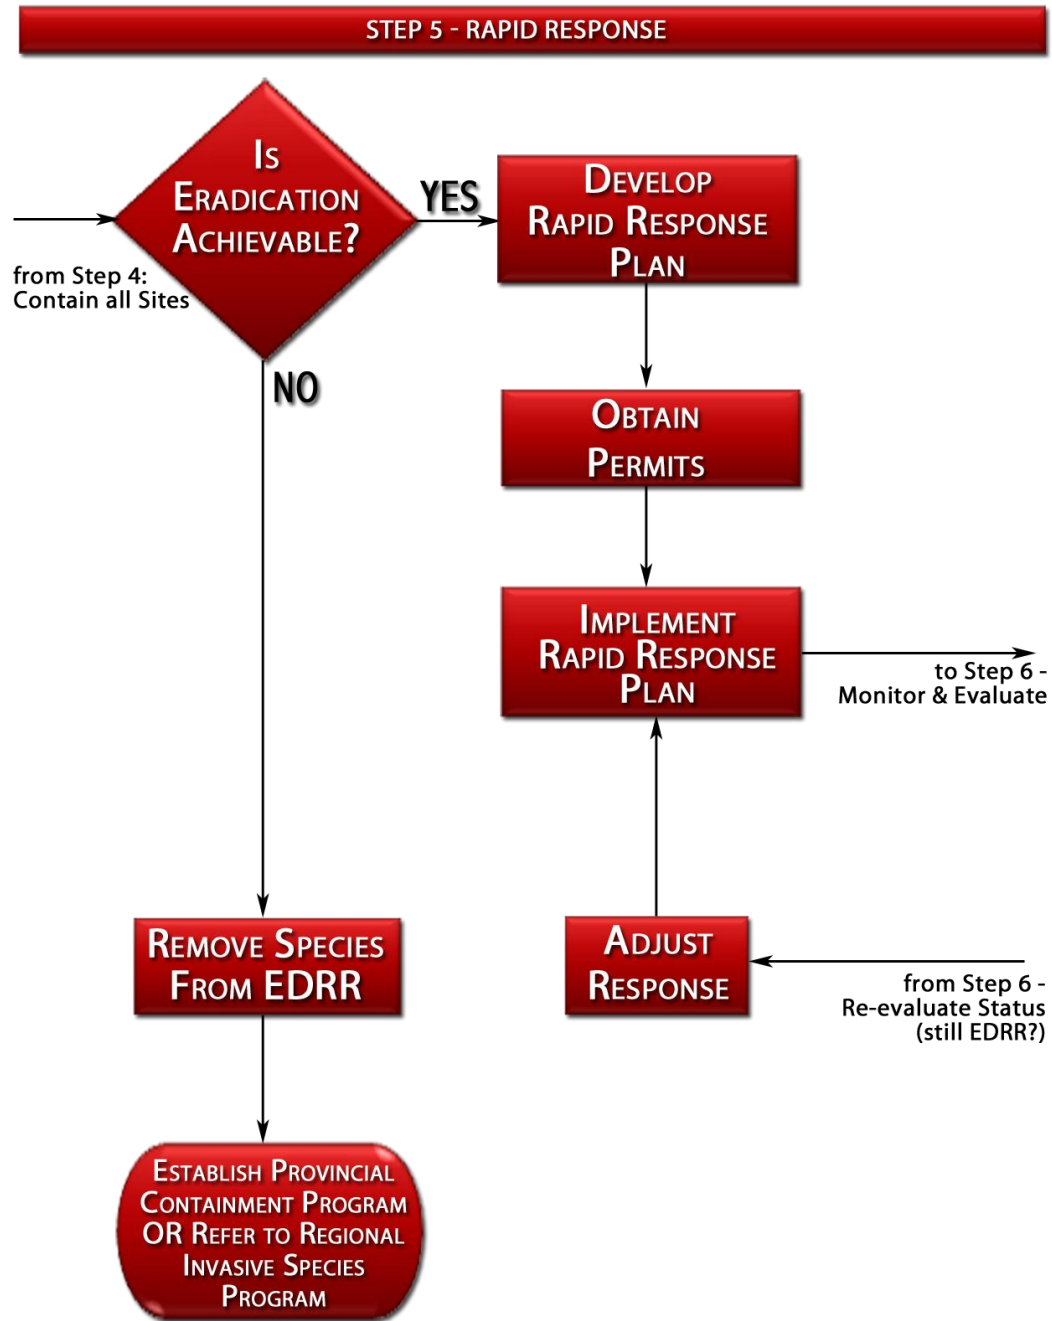 STEP 5 - RAPID RESPONSE
IS
ERADICATION
ACHIEVABLE?
from Step 4:
Contain all Sites
YES
NO
DEVELOP
RAPID RESPONSE
PLAN
OBTAIN
PERMITS
IMPLEMENT
RAPID RESPONSE
PLAN
to Step 6 -
Monitor & Evaluate
ADJUST
RESPONSE
from Step 6 -
Re-evaluate Status
(still EDRR?)
REMOVE SPECIES
FROM EDRR
ESTABLISH PROVINCIAL
CONTAINMENT PROGRAM
OR REFER TO REGIONAL
INVASIVE SPECIES
PROGRAM